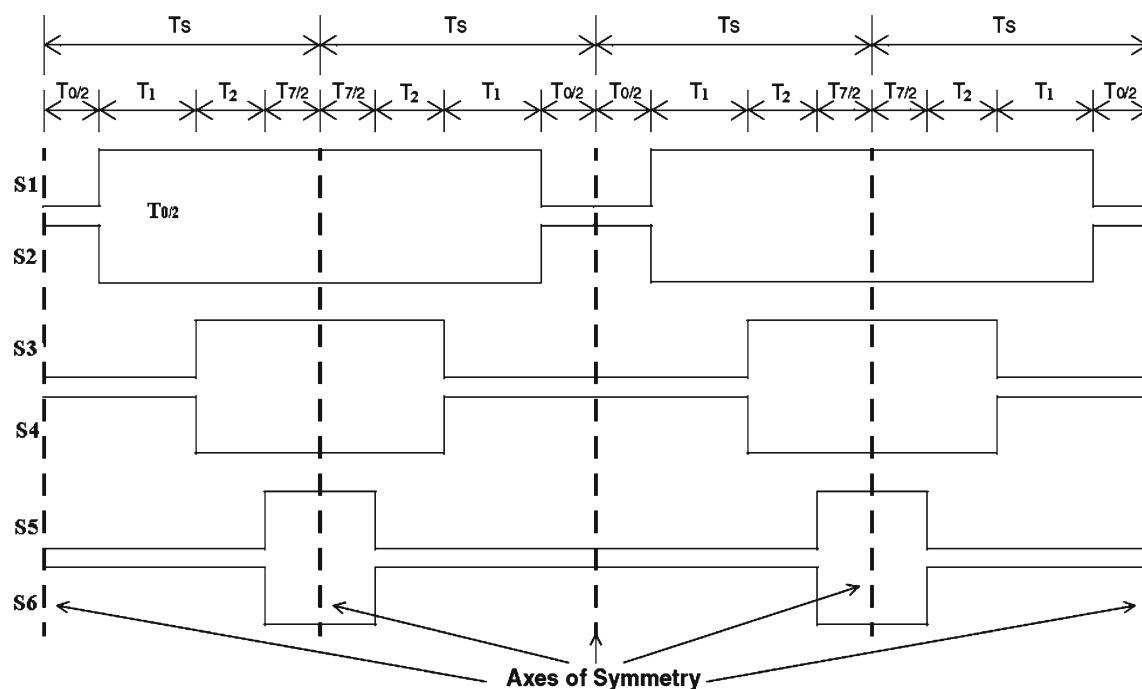 Ts Ts Ts Ts
T0/2 T1 T2 T7/2 T7/2 T2 T1 T0/2 T0/2 T1 T2 T7/2 T7/2 T2 T1 T0/2
S1
T0/2
S2
S3
S4
S5
S6
Axes of Symmetry